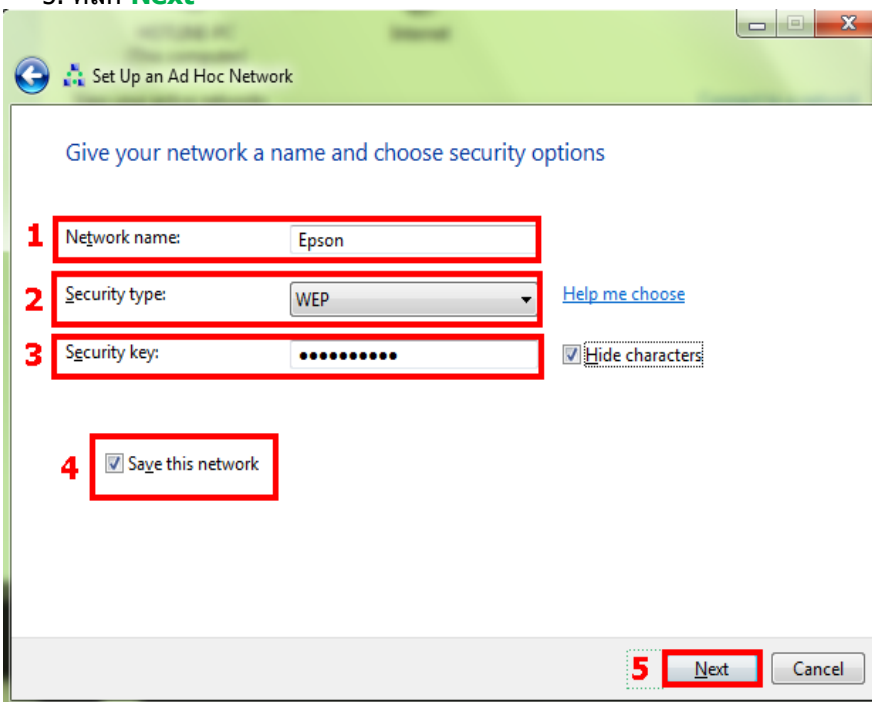 Next
Set Up an Ad Hoc Network
Give your network a name and choose security options
1 Network name: Epson
2 Security type: WEP Help me choose
3 Security key: •••••••••• Hide characters
4 Save this network
5 Next Cancel